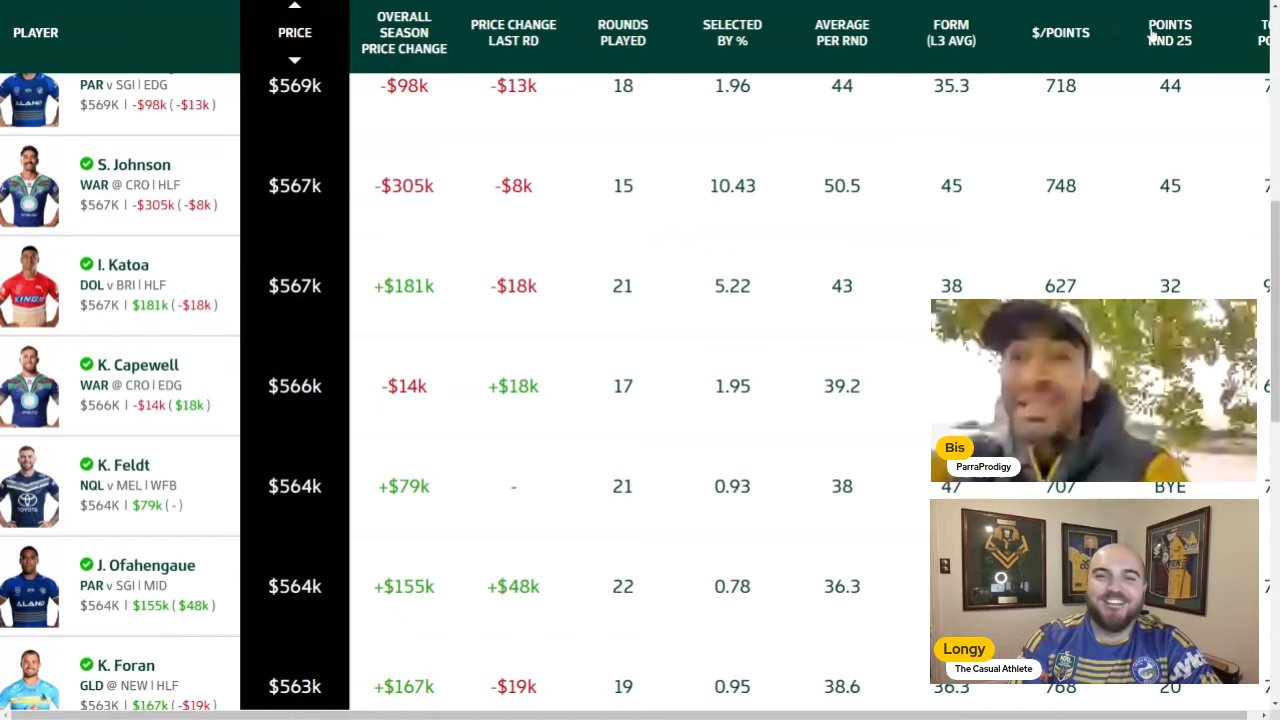 PLAYER
PRICE
OVERALL
SEASON
PRICE CHANGE
PRICE CHANGE
LAST RD
ROUNDS
PLAYED
SELECTED
BY %
AVERAGE
PER RND
FORM
(L3 AVG)
$/POINTS
POINTS
RND 25
PAR v SGI | EDG
$569K | -$98k ( -$13k )
$569k
-$98k
-$13k
18
1.96
44
35.3
718
44
S. Johnson
WAR @ CRO | HLF
$567K | -$305k ( -$8k )
$567k
-$305k
-$8k
15
10.43
50.5
45
748
45
I. Katoa
DOL v BRI | HLF
$567K | $181k ( -$18k )
$567k
+$181k
-$18k
21
5.22
43
38
627
32
K. Capewell
WAR @ CRO | EDG
$566K | -$14k ( $18k )
$566k
-$14k
+$18k
17
1.95
39.2
K. Feldt
NQL v MEL | WFB
$564K | $79k ( - )
$564k
+$79k
-
21
0.93
38
47
707
BYE
J. Ofahengaue
PAR v SGI | MID
$564K | $155k ( $48k )
$564k
+$155k
+$48k
22
0.78
36.3
K. Foran
GLD @ NEW | HLF
$563K | $167k ( -$19k )
$563k
+$167k
-$19k
19
0.95
38.6
36.3
768
20
Bis
ParraProdigy
Longy
The Casual Athlete